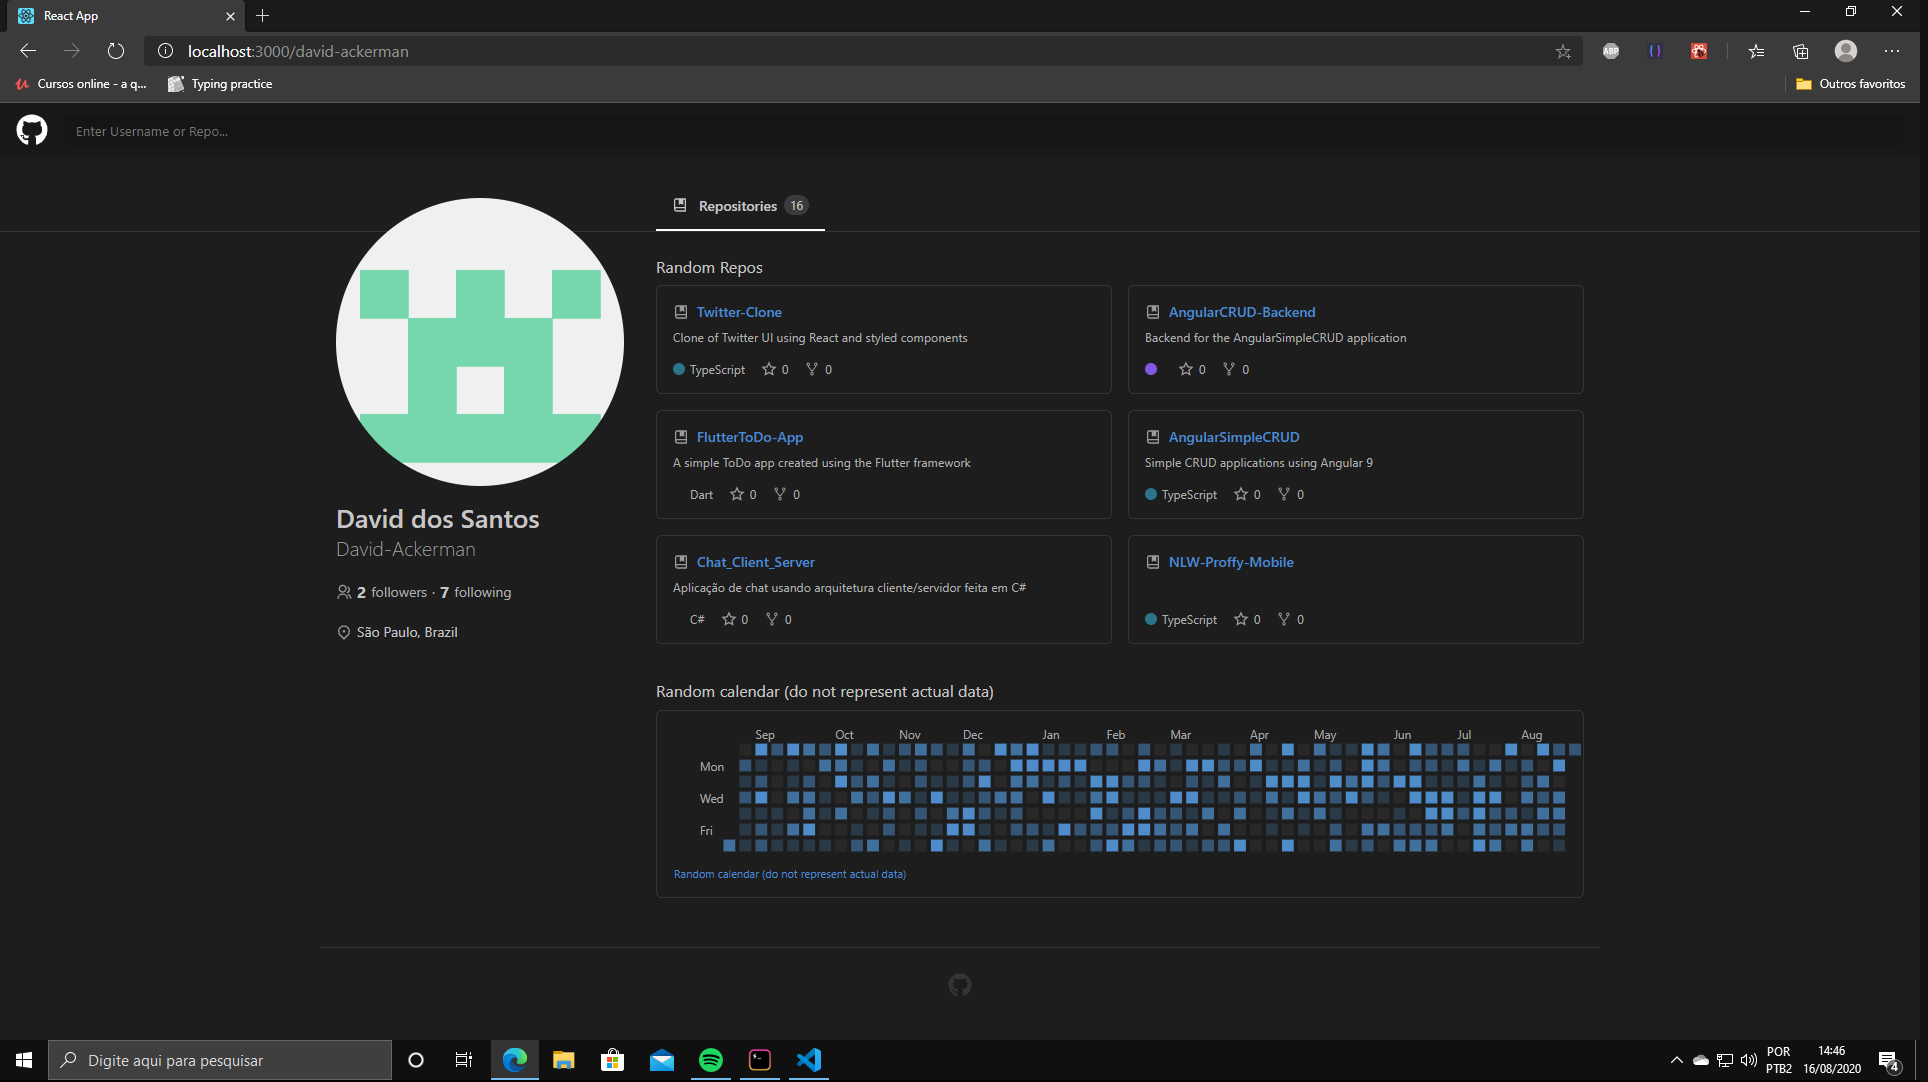 React App
localhost:3000/david-ackerman
ABP
Cursos online - a q...
Typing practice
Outros favoritos
Enter Username or Repo...
Repositories 16
David dos Santos
David-Ackerman
2 followers · 7 following
São Paulo, Brazil
Random Repos
Twitter-Clone
Clone of Twitter UI using React and styled components
TypeScript 0 0
AngularCRUD-Backend
Backend for the AngularSimpleCRUD application
0 0
FlutterToDo-App
A simple ToDo app created using the Flutter framework
Dart 0 0
AngularSimpleCRUD
Simple CRUD applications using Angular 9
TypeScript 0 0
Chat_Client_Server
Aplicação de chat usando arquitetura cliente/servidor feita em C#
C# 0 0
NLW-Proffy-Mobile
TypeScript 0 0
Random calendar (do not represent actual data)
Sep Oct Nov Dec Jan Feb Mar Apr May Jun Jul Aug
Mon
Wed
Fri
Random calendar (do not represent actual data)
Digite aqui para pesquisar
POR
PTB2
14:46
16/08/2020
4